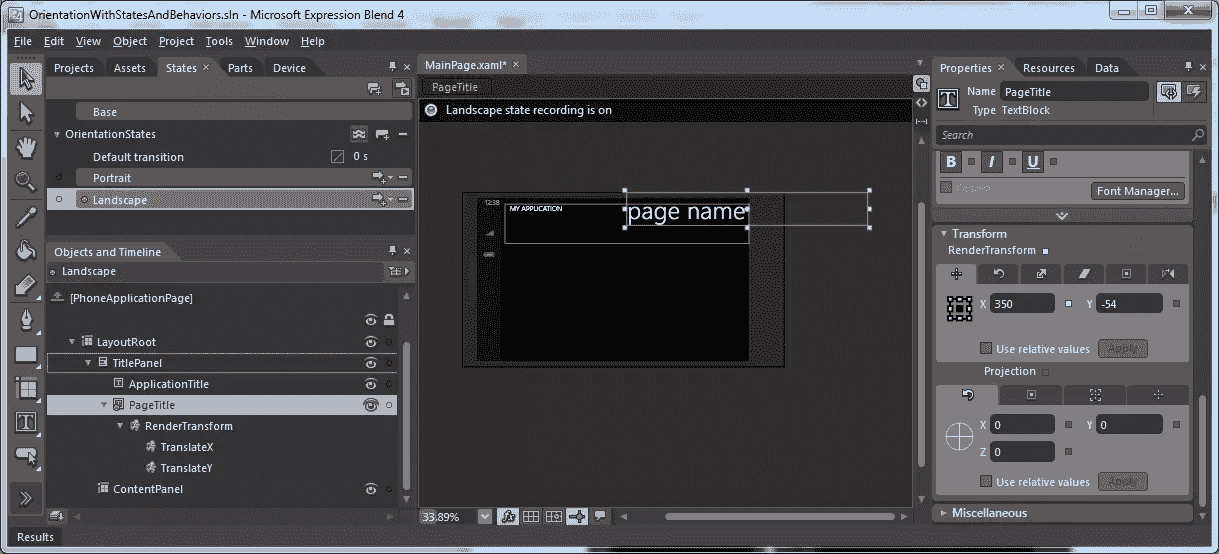 OrientationWithStatesAndBehaviors.sln - Microsoft Expression Blend 4
File Edit View Object Project Tools Window Help
Projects Assets States Parts Device
Base
OrientationStates
Default transition 0 s
Portrait
Landscape
Objects and Timeline
Landscape
[PhoneApplicationPage]
LayoutRoot
TitlePanel
ApplicationTitle
PageTitle
RenderTransform
TranslateX
TranslateY
ContentPanel
MainPage.xaml*
PageTitle
Landscape state recording is on
12:38
MY APPLICATION
page name
33.89%
Properties Resources Data
Name PageTitle
Type TextBlock
Search
B I U
Font Manager...
Transform
RenderTransform
X 350 Y -54
Use relative values Apply
Projection
X 0 Y 0
Z 0
Use relative values Apply
Miscellaneous
Results